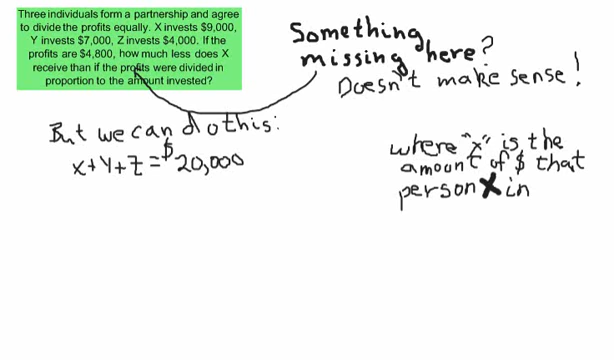 Three individuals form a partnership and agree
to divide the profits equally. X invests $9,000,
Y invests $7,000, Z invests $4,000. If the
profits are $4,800, how much less does X
receive than if the profits were divided in
proportion to the amount invested?
Something
missing here?
Doesn't make sense!
But we can do this:
X+Y+Z=$20,000
where "x" is the
amount of $ that
person X in